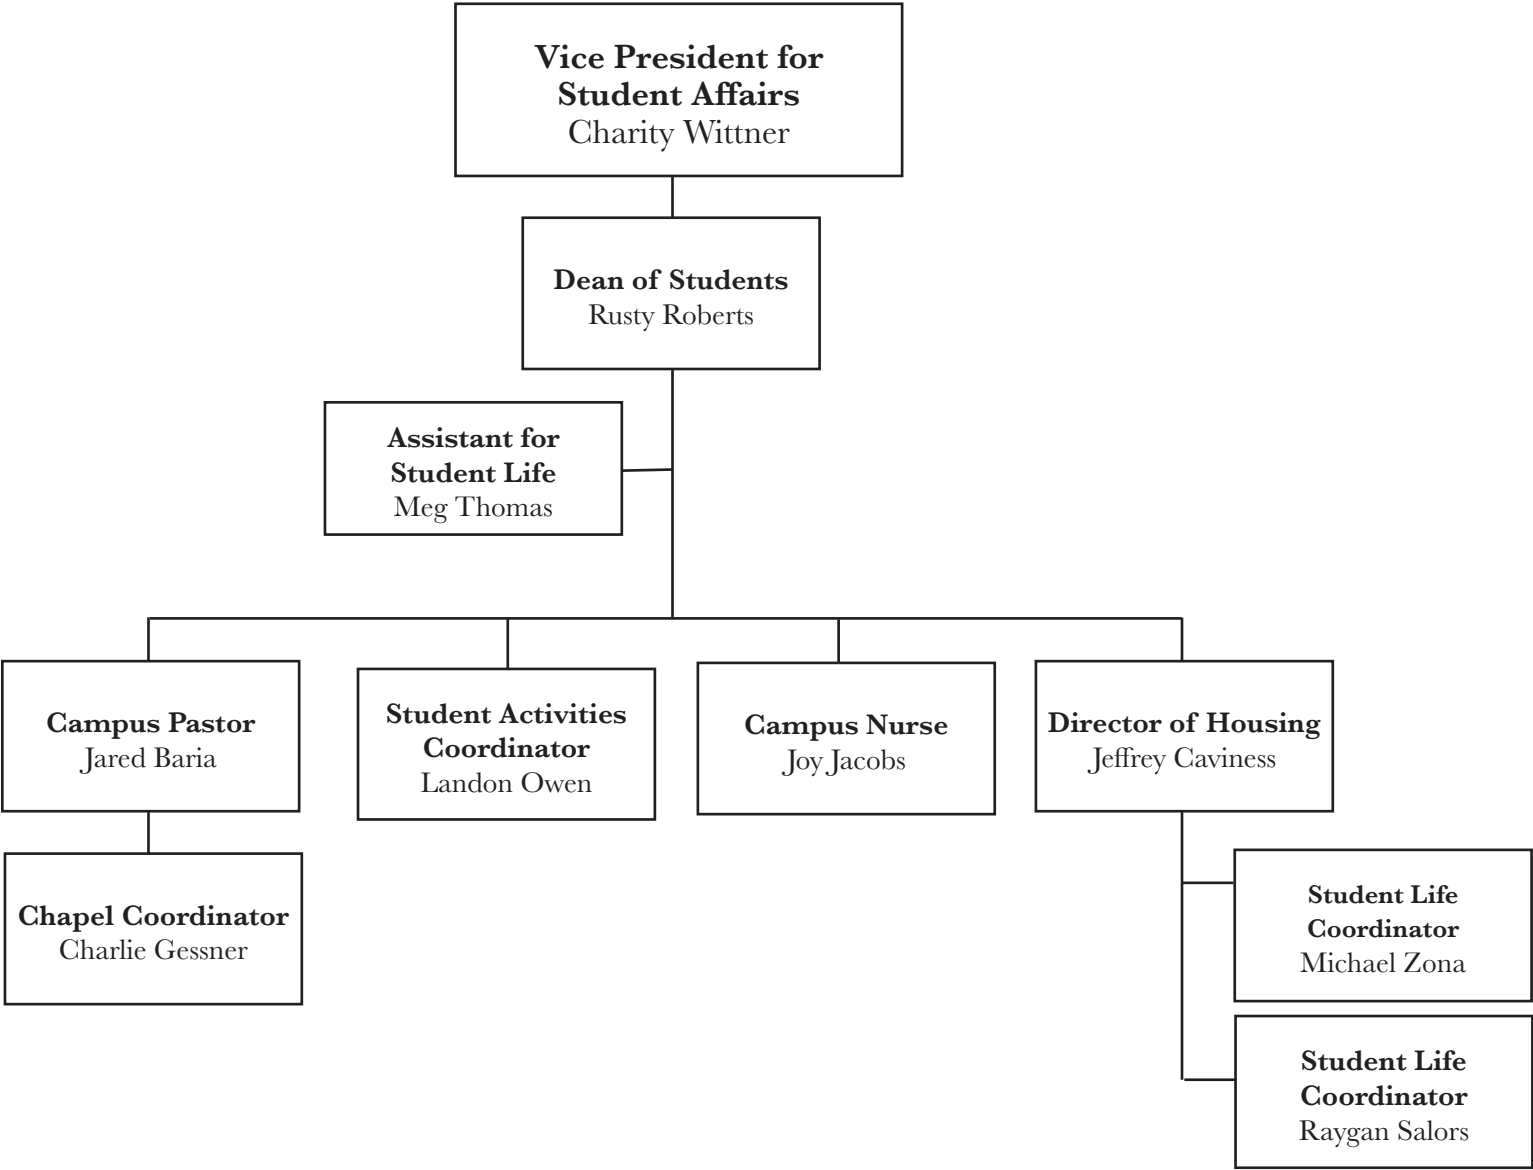 Vice President for
Student Affairs
Charity Wittner
Dean of Students
Rusty Roberts
Assistant for
Student Life
Meg Thomas
Campus Pastor
Jared Baria
Student Activities
Coordinator
Landon Owen
Campus Nurse
Joy Jacobs
Director of Housing
Jeffrey Caviness
Chapel Coordinator
Charlie Gessner
Student Life
Coordinator
Michael Zona
Student Life
Coordinator
Raygan Salors